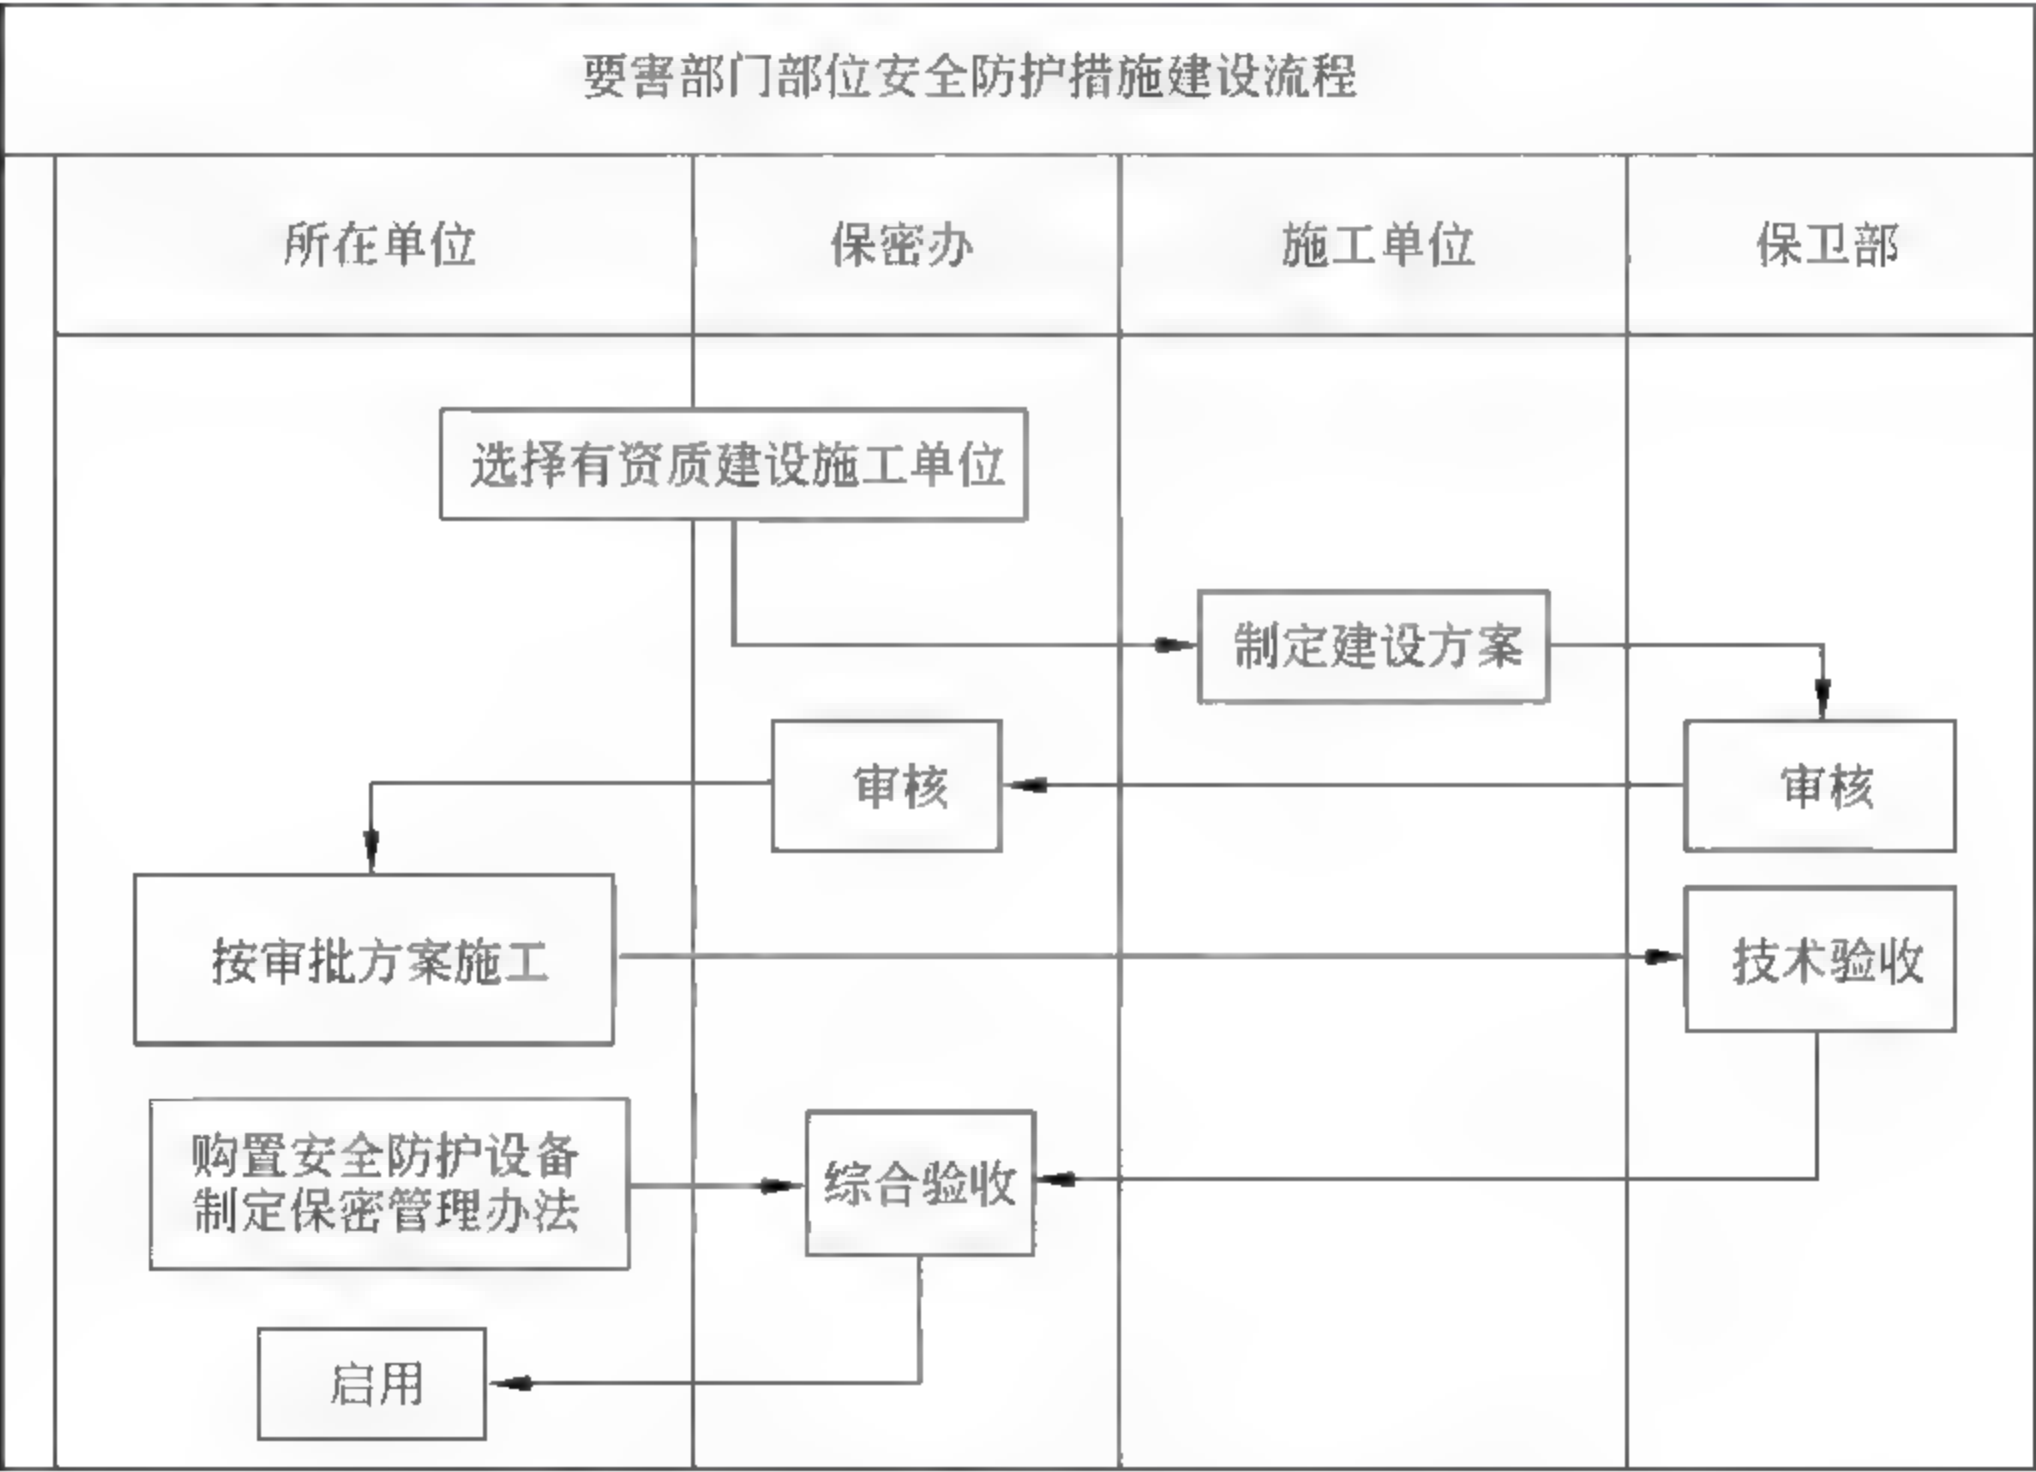 要害部门部位安全防护措施建设流程
所在单位
保密办
施工单位
保卫部
选择有资质建设施工单位
制定建设方案
审核
审核
按审批方案施工
技术验收
购置安全防护设备
制定保密管理办法
综合验收
启用